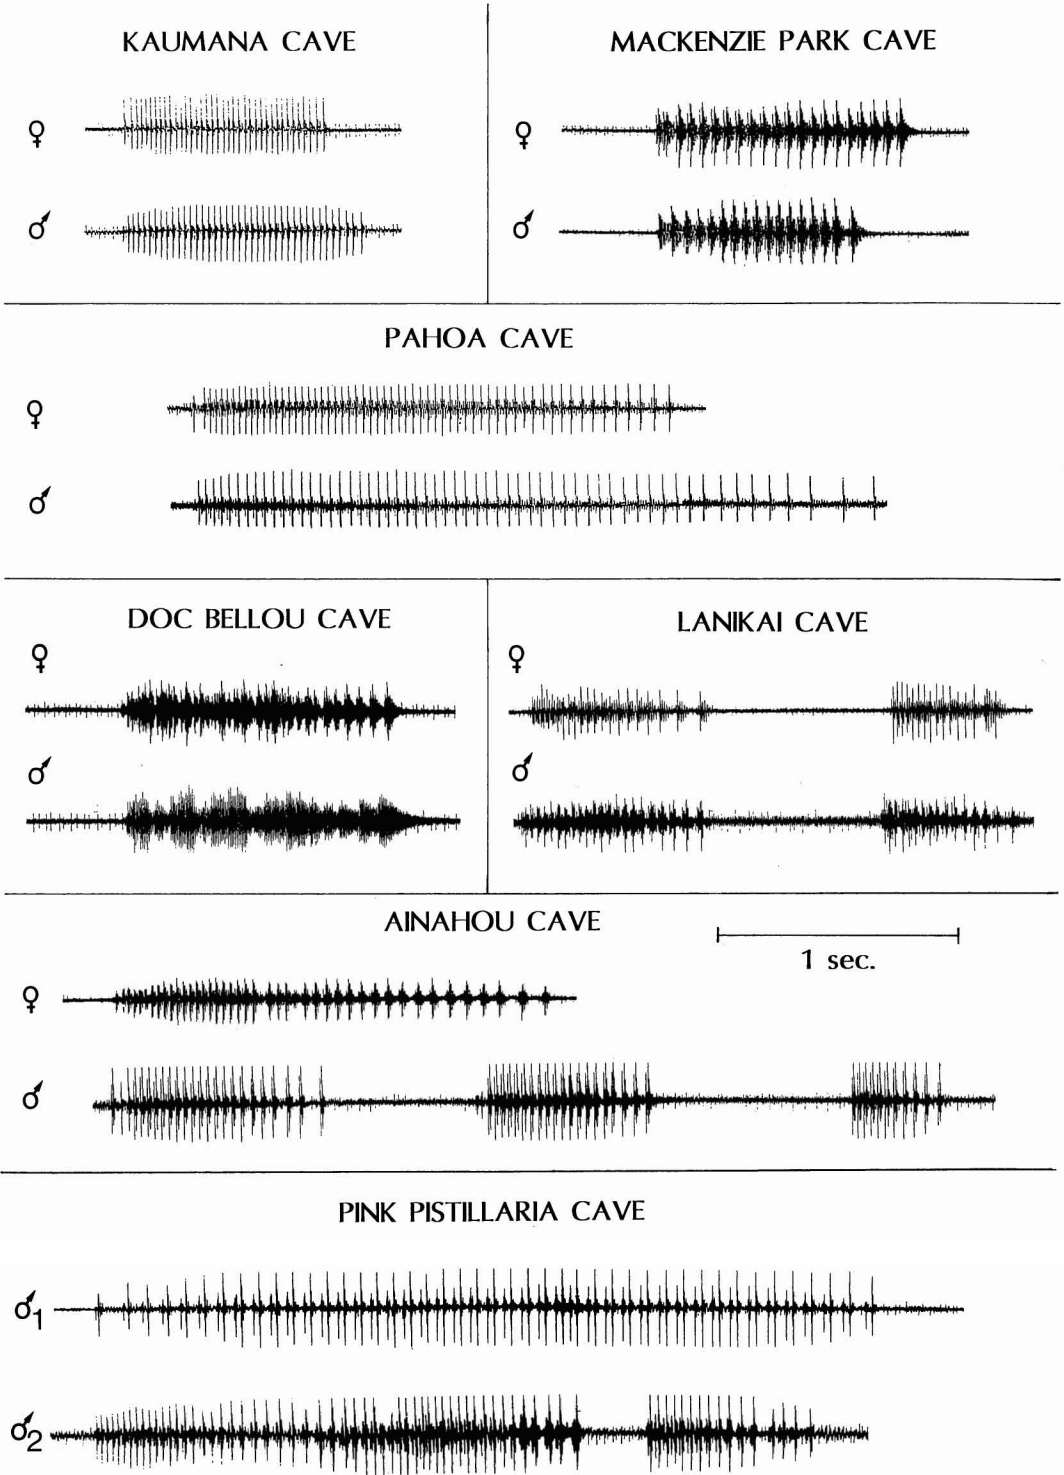 KAUMANA CAVE
MACKENZIE PARK CAVE
♀
♀
♂
♂
PAHOA CAVE
♀
♂
DOC BELLOU CAVE
LANIKAI CAVE
♀
♀
♂
♂
AINAHOU CAVE
1 sec.
♀
♂
PINK PISTILLARIA CAVE
♂1
♂2